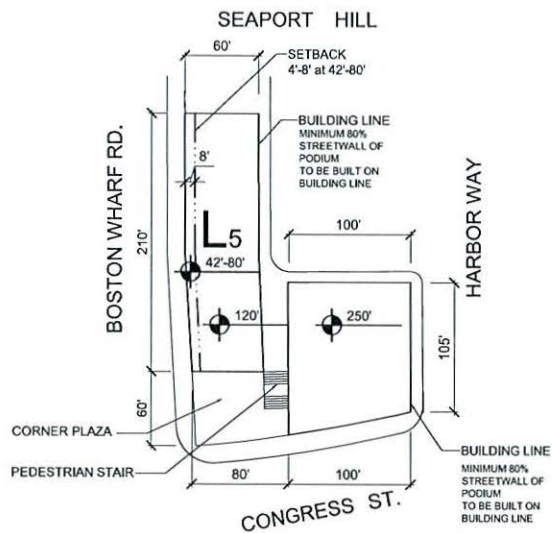 SEAPORT HILL
60'
SETBACK
4'-8' at 42'-80'
BUILDING LINE
MINIMUM 80%
STREETWALL OF
PODIUM
TO BE BUILT ON
BUILDING LINE
BOSTON WHARF RD.
HARBOR WAY
8'
210'
L5
100'
42'-80'
120'
250'
105'
60'
CORNER PLAZA
PEDESTRIAN STAIR
80'
100'
CONGRESS ST.
BUILDING LINE
MINIMUM 80%
STREETWALL OF
PODIUM
TO BE BUILT ON
BUILDING LINE